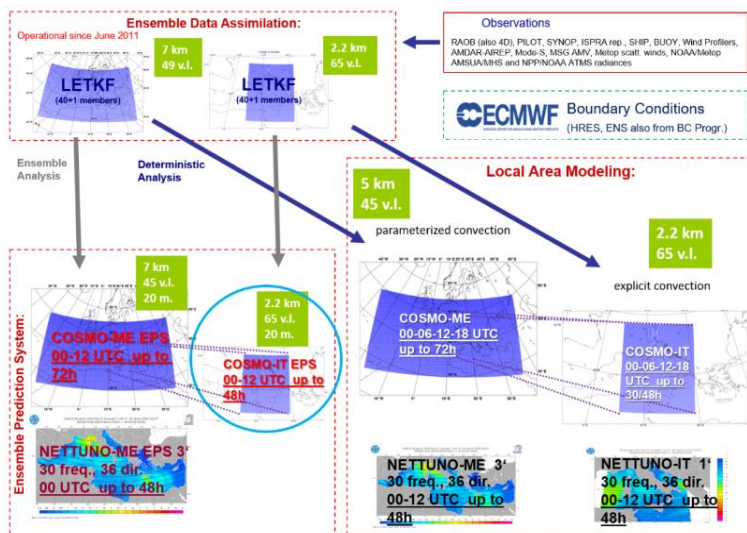 Ensemble Data Assimilation:
Operational since June 2011
7 km
49 v.l.
LETKF
(40+1 members)
2.2 km
65 v.l.
LETKF
(40+1 members)
Observations
RAOB (also 4D), PILOT, SYNOP, ISPRA rep., SHIP, BUOY, Wind Profilers,
AMDAR-AIREP, Mode-S, MSG AMV, Metop scatt. winds, NOAA/Metop
AMSUA/MHS and NPP/NOAA ATMS radiances
ECMWF
Boundary Conditions
(HRES, ENS also from BC Progr.)
Ensemble
Analysis
Deterministic
Analysis
Local Area Modeling:
5 km
45 v.l.
parameterized convection
2.2 km
65 v.l.
explicit convection
COSMO-ME
00-06-12-18 UTC
up to 72h
COSMO-IT
00-06-12-18
UTC up to
30/48h
NETTUNO-ME 3'
30 freq., 36 dir.
00-12 UTC up to
48h
NETTUNO-IT 1'
30 freq., 36 dir.
00-12 UTC up to
48h
Ensemble Prediction System:
7 km
45 v.l.
20 m.
COSMO-ME EPS
00-12 UTC up to
72h
2.2 km
65 v.l.
20 m.
COSMO-IT EPS
00-12 UTC up to
48h
NETTUNO-ME EPS 3'
30 freq., 36 dir.
00 UTC up to 48h